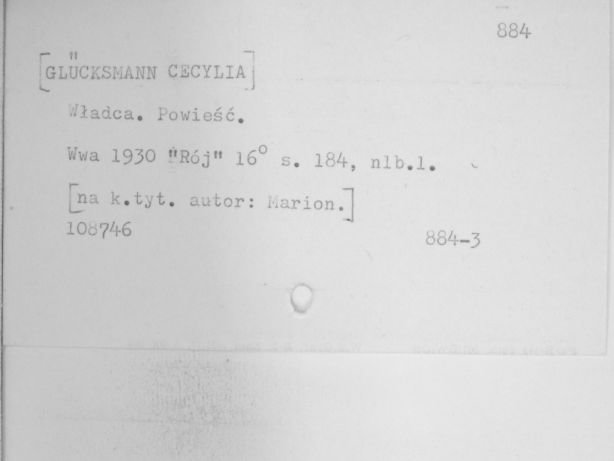 884
[GLÜCKSMANN CECYLIA]
Władca. Powieść.
Wwa 1930 "Rój" 16° s. 184, nlb.1.
[na k.tyt. autor: Marion.]
108746
884-3